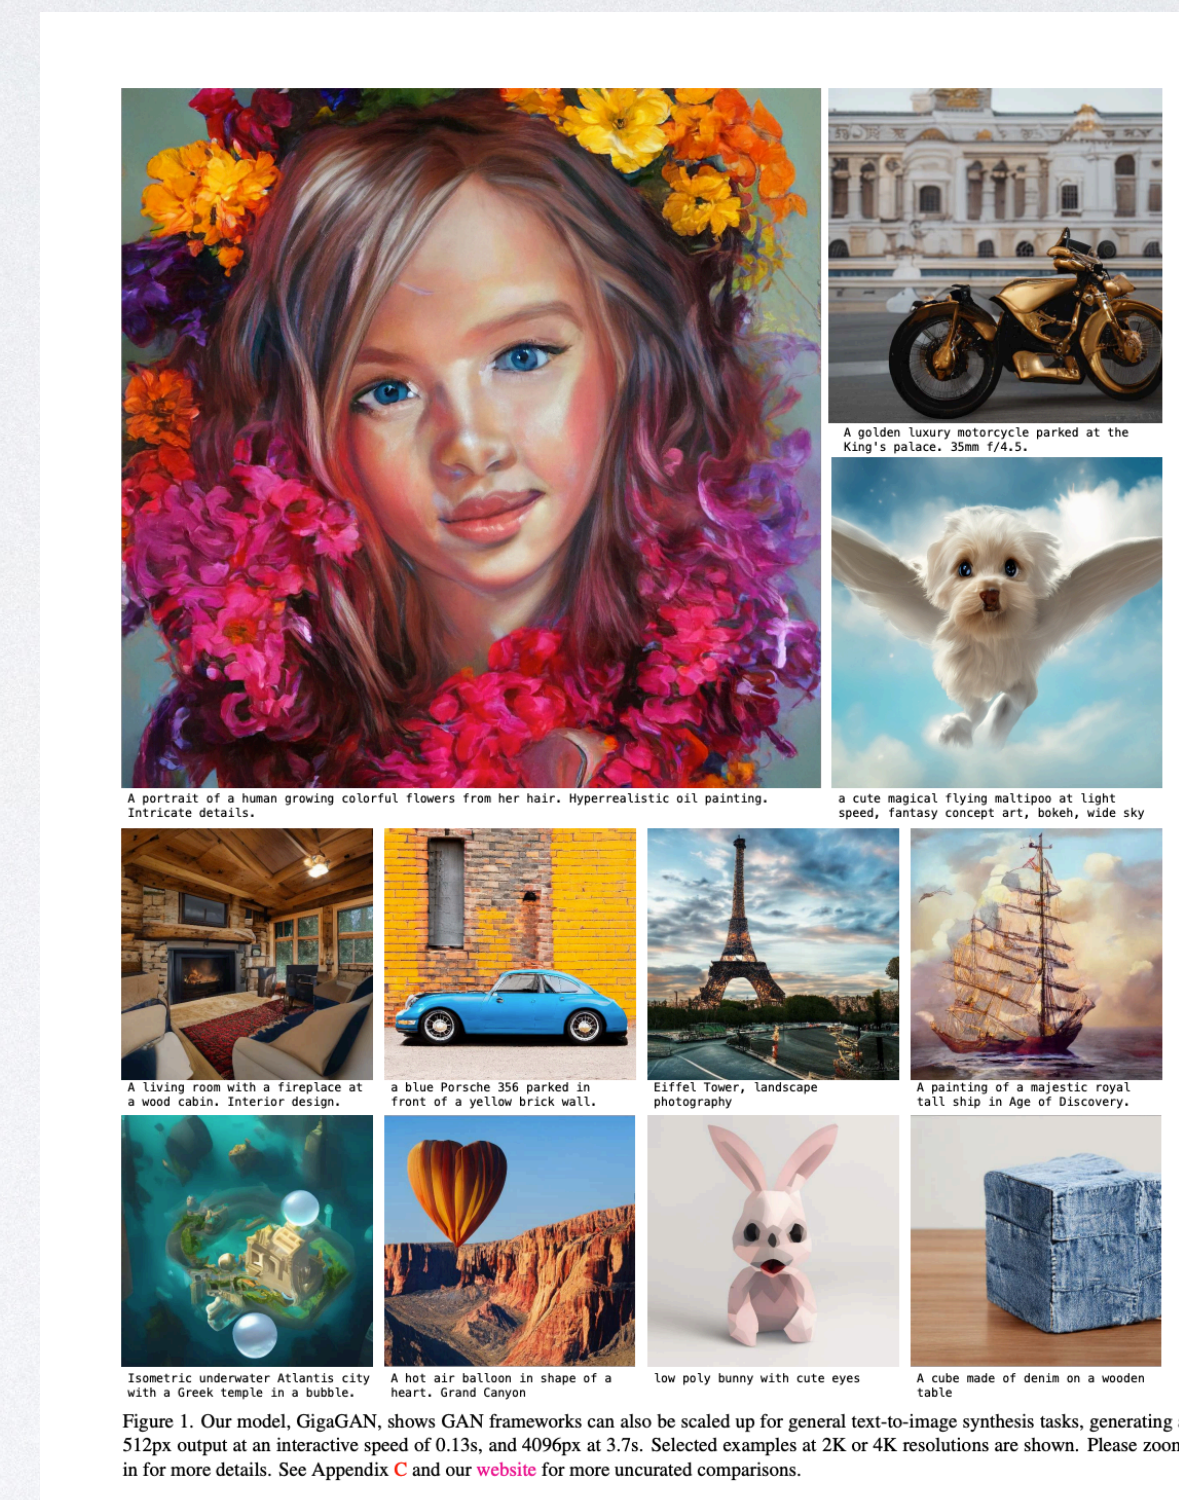 A golden luxury motorcycle parked at the
King's palace. 35mm f/4.5.
A portrait of a human growing colorful flowers from her hair. Hyperrealistic oil painting.
Intricate details.
a cute magical flying maltipoo at light
speed, fantasy concept art, bokeh, wide sky
A living room with a fireplace at
a wood cabin. Interior design.
a blue Porsche 356 parked in
front of a yellow brick wall.
Eiffel Tower, landscape
photography
A painting of a majestic royal
tall ship in Age of Discovery.
Isometric underwater Atlantis city
with a Greek temple in a bubble.
A hot air balloon in shape of a
heart. Grand Canyon
low poly bunny with cute eyes
A cube made of denim on a wooden
table
Figure 1. Our model, GigaGAN, shows GAN frameworks can also be scaled up for general text-to-image synthesis tasks, generating
512px output at an interactive speed of 0.13s, and 4096px at 3.7s. Selected examples at 2K or 4K resolutions are shown. Please zoom
in for more details. See Appendix C and our website for more uncurated comparisons.